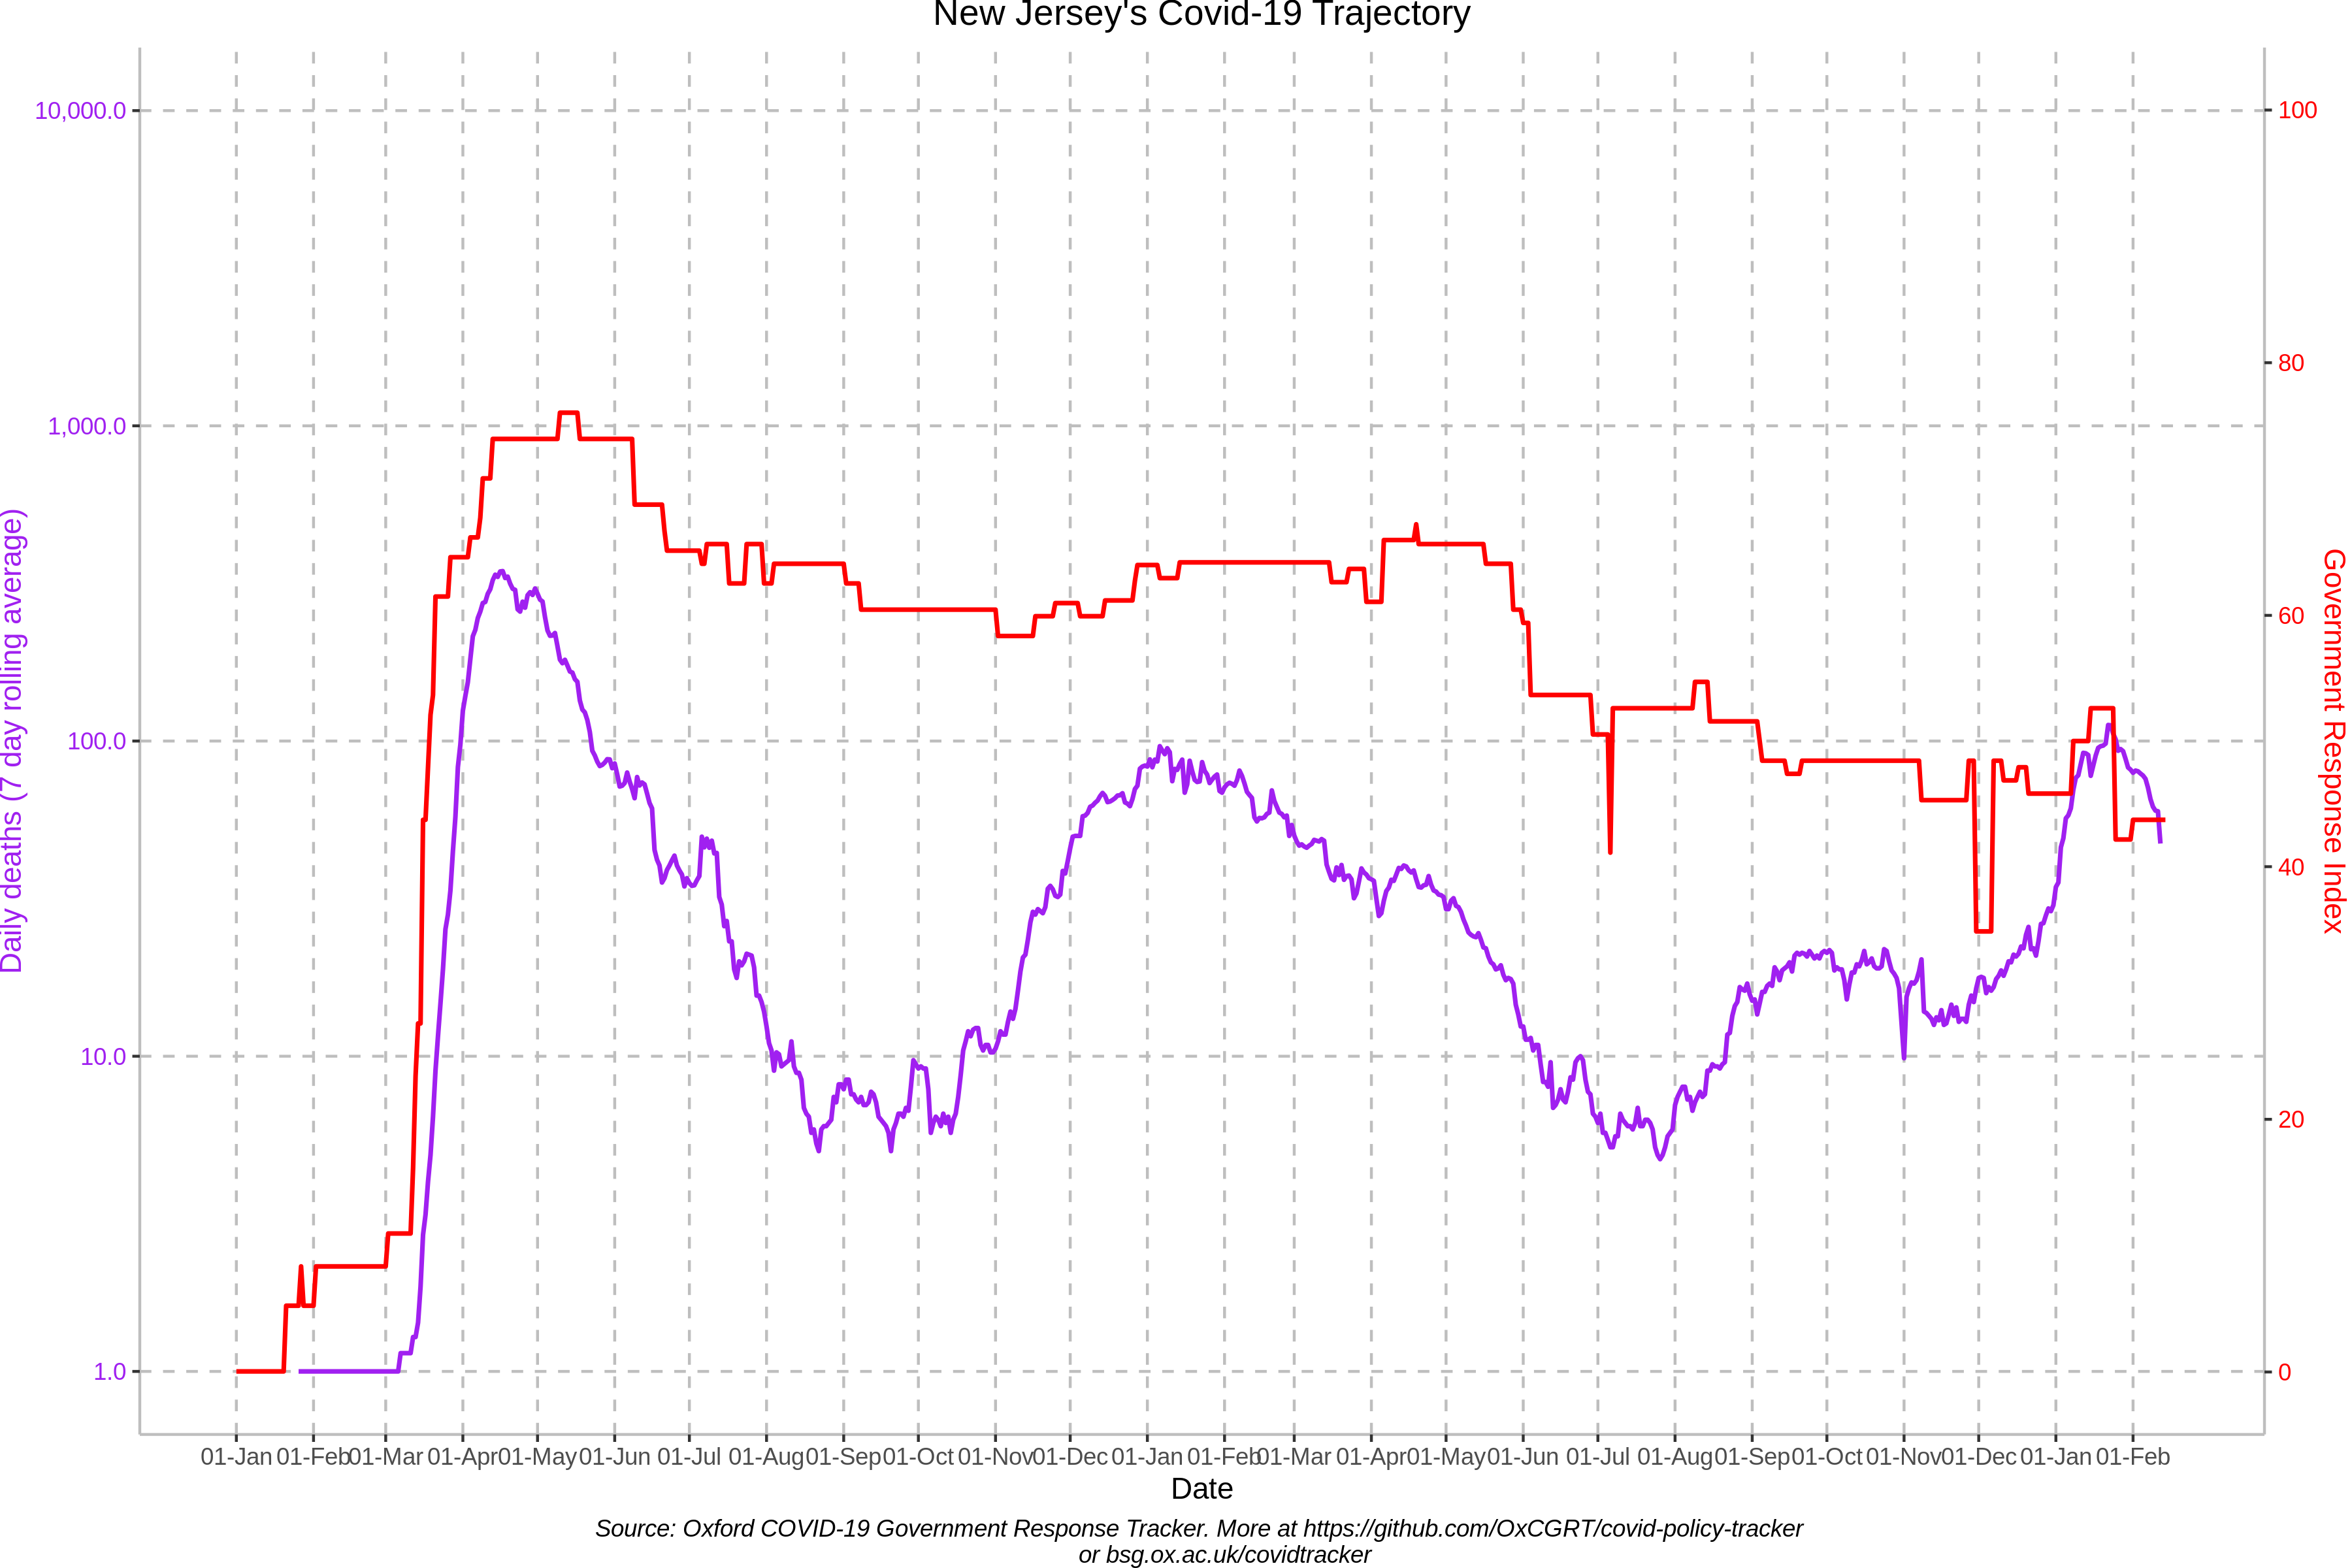 New Jersey's Covid-19 Trajectory
10,000.0
1,000.0
100.0
10.0
1.0
Daily deaths (7 day rolling average)
100
80
60
40
20
0
Government Response Index
01-Jan 01-Feb 01-Mar 01-Apr 01-May 01-Jun 01-Jul 01-Aug 01-Sep 01-Oct 01-Nov 01-Dec 01-Jan 01-Feb 01-Mar 01-Apr 01-May 01-Jun 01-Jul 01-Aug 01-Sep 01-Oct 01-Nov 01-Dec 01-Jan 01-Feb
Date
Source: Oxford COVID-19 Government Response Tracker. More at https://github.com/OxCGRT/covid-policy-tracker
or bsg.ox.ac.uk/covidtracker